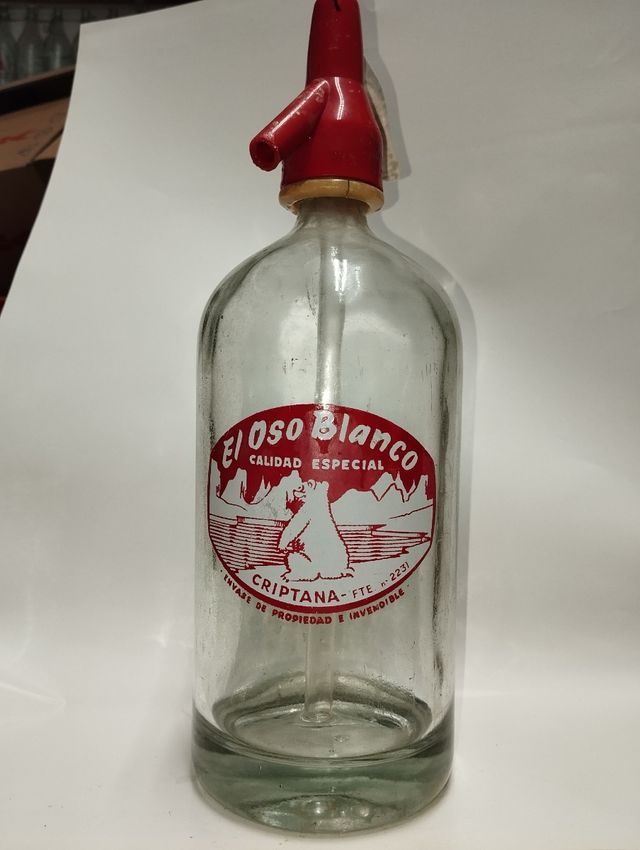 El Oso Blanco
CALIDAD ESPECIAL
CRIPTANA-FTE nº 2231
·ENVASE DE PROPIEDAD E INVENDIBLE·